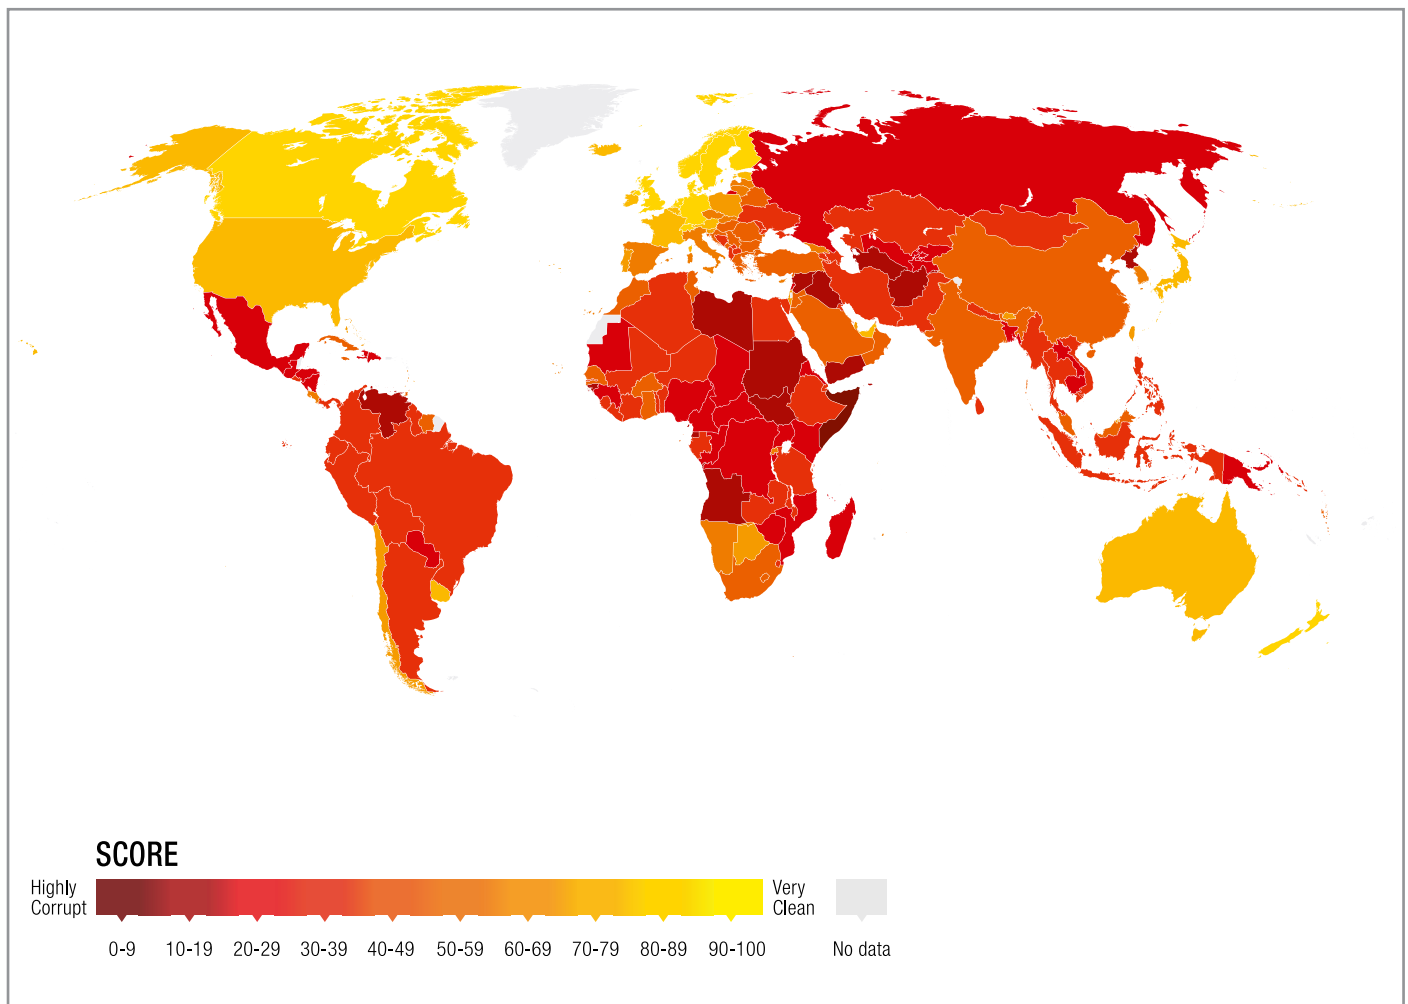 SCORE
Highly
Corrupt
Very
Clean
0-9 10-19 20-29 30-39 40-49 50-59 60-69 70-79 80-89 90-100 No data